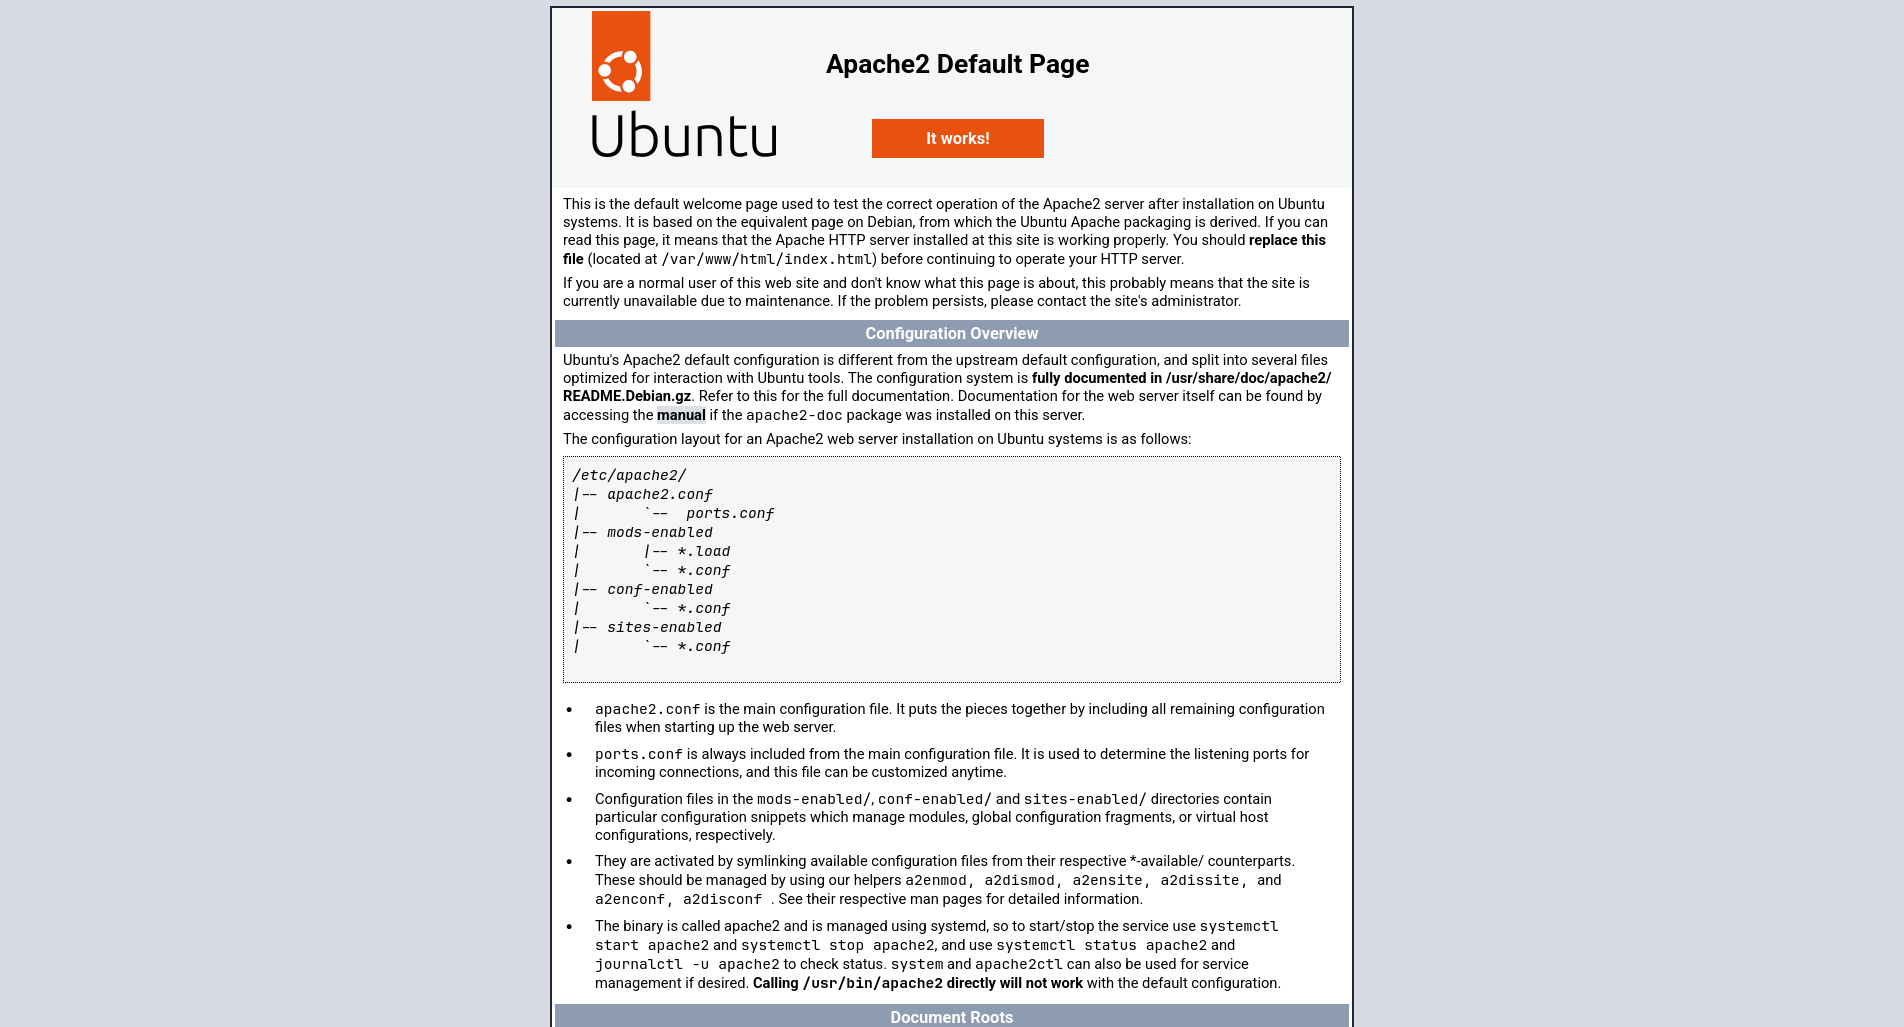 Ubuntu
Apache2 Default Page
It works!
This is the default welcome page used to test the correct operation of the Apache2 server after installation on Ubuntu
systems. It is based on the equivalent page on Debian, from which the Ubuntu Apache packaging is derived. If you can
read this page, it means that the Apache HTTP server installed at this site is working properly. You should replace this
file (located at /var/www/html/index.html) before continuing to operate your HTTP server.
If you are a normal user of this web site and don't know what this page is about, this probably means that the site is
currently unavailable due to maintenance. If the problem persists, please contact the site's administrator.
Configuration Overview
Ubuntu's Apache2 default configuration is different from the upstream default configuration, and split into several files
optimized for interaction with Ubuntu tools. The configuration system is fully documented in /usr/share/doc/apache2/
README.Debian.gz. Refer to this for the full documentation. Documentation for the web server itself can be found by
accessing the manual if the apache2-doc package was installed on this server.
The configuration layout for an Apache2 web server installation on Ubuntu systems is as follows:
/etc/apache2/
|-- apache2.conf
|       `--  ports.conf
|-- mods-enabled
|       |-- *.load
|       `-- *.conf
|-- conf-enabled
|       `-- *.conf
|-- sites-enabled
|       `-- *.conf
• apache2.conf is the main configuration file. It puts the pieces together by including all remaining configuration
files when starting up the web server.
• ports.conf is always included from the main configuration file. It is used to determine the listening ports for
incoming connections, and this file can be customized anytime.
• Configuration files in the mods-enabled/, conf-enabled/ and sites-enabled/ directories contain
particular configuration snippets which manage modules, global configuration fragments, or virtual host
configurations, respectively.
• They are activated by symlinking available configuration files from their respective *-available/ counterparts.
These should be managed by using our helpers a2enmod, a2dismod, a2ensite, a2dissite, and
a2enconf, a2disconf . See their respective man pages for detailed information.
• The binary is called apache2 and is managed using systemd, so to start/stop the service use systemctl
start apache2 and systemctl stop apache2, and use systemctl status apache2 and
journalctl -u apache2 to check status. system and apache2ctl can also be used for service
management if desired. Calling /usr/bin/apache2 directly will not work with the default configuration.
Document Roots